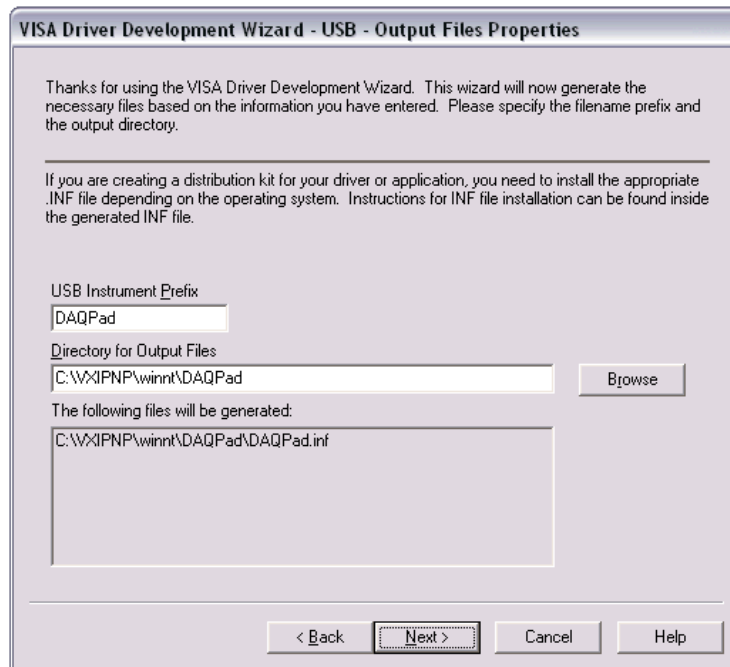 VISA Driver Development Wizard - USB - Output Files Properties
Thanks for using the VISA Driver Development Wizard. This wizard will now generate the
necessary files based on the information you have entered. Please specify the filename prefix and
the output directory.
If you are creating a distribution kit for your driver or application, you need to install the appropriate
.INF file depending on the operating system. Instructions for INF file installation can be found inside
the generated INF file.
USB Instrument Prefix
DAQPad
Directory for Output Files
C:\VXIPNP\winnt\DAQPad
Browse
The following files will be generated:
C:\VXIPNP\winnt\DAQPad\DAQPad.inf
< Back
Next >
Cancel
Help